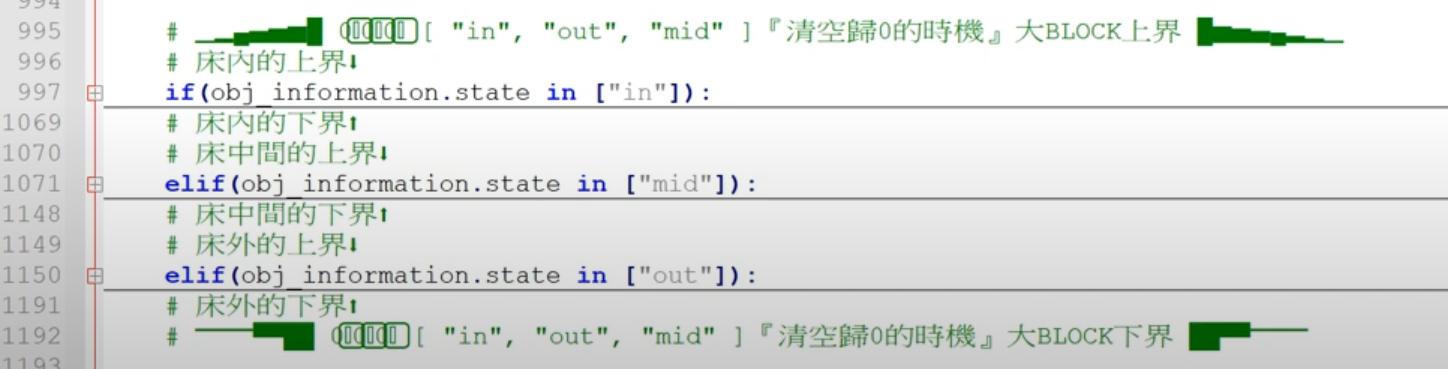 994
995 # ▁▂▃▄▅▆▇█ [ "in", "out", "mid" ]『清空歸0的時機』大BLOCK上界 █▇▆▅▄▃▂▁
996 # 床內的上界⬇
997 if(obj_information.state in ["in"]):
1069 # 床內的下界⬆
1070 # 床中間的上界⬇
1071 elif(obj_information.state in ["mid"]):
1148 # 床中間的下界⬆
1149 # 床外的上界⬇
1150 elif(obj_information.state in ["out"]):
1191 # 床外的下界⬆
1192 # [ "in", "out", "mid" ]『清空歸0的時機』大BLOCK下界
1193